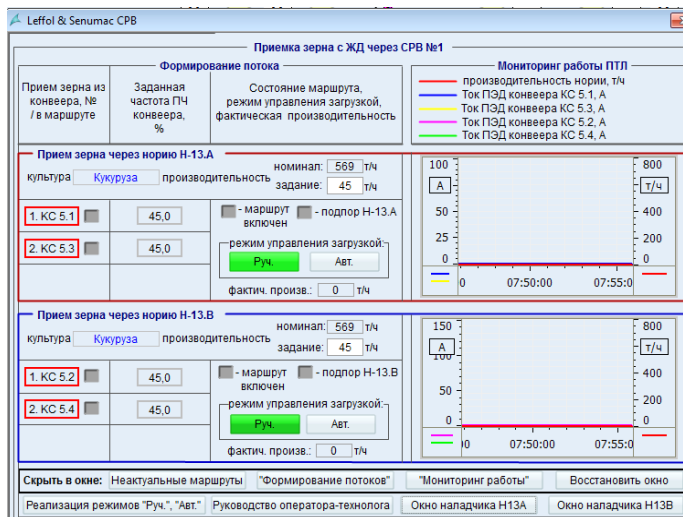 Leffol & Senumac СРВ
Приемка зерна с ЖД через СРВ №1
Формирование потока
Мониторинг работы ПТЛ
Прием зерна из конвеера, № / в маршруте
Заданная частота ПЧ конвеера, %
Состояние маршрута, режим управления загрузкой, фактическая производительность
производительность нории, т/ч
Ток ПЭД конвеера КС 5.1, А
Ток ПЭД конвеера КС 5.3, А
Ток ПЭД конвеера КС 5.2, А
Ток ПЭД конвеера КС 5.4, А
Прием зерна через норию Н-13.А
культура Кукуруза производительность
номинал: 569 т/ч
задание: 45 т/ч
1. КС 5.1 45,0
- маршрут включен - подпор Н-13.А
2. КС 5.3 45,0
режим управления загрузкой:
Руч. Авт.
фактич. произв.: 0 т/ч
100 800
А т/ч
50 400
25 200
0 0
0 07:50:00 07:55:0
Прием зерна через норию Н-13.В
культура Кукуруза производительность
номинал: 569 т/ч
задание: 45 т/ч
1. КС 5.2 45,0
- маршрут включен - подпор Н-13.В
2. КС 5.4 45,0
режим управления загрузкой:
Руч. Авт.
фактич. произв.: 0 т/ч
150 800
А т/ч
100
400
50 200
0 0
0 07:50:00 07:55:0
Скрыть в окне: Неактуальные маршруты "Формирование потоков" "Мониторинг работы" Восстановить окно
Реализация режимов "Руч.", "Авт." Руководство оператора-технолога Окно наладчика Н13А Окно наладчика Н13В